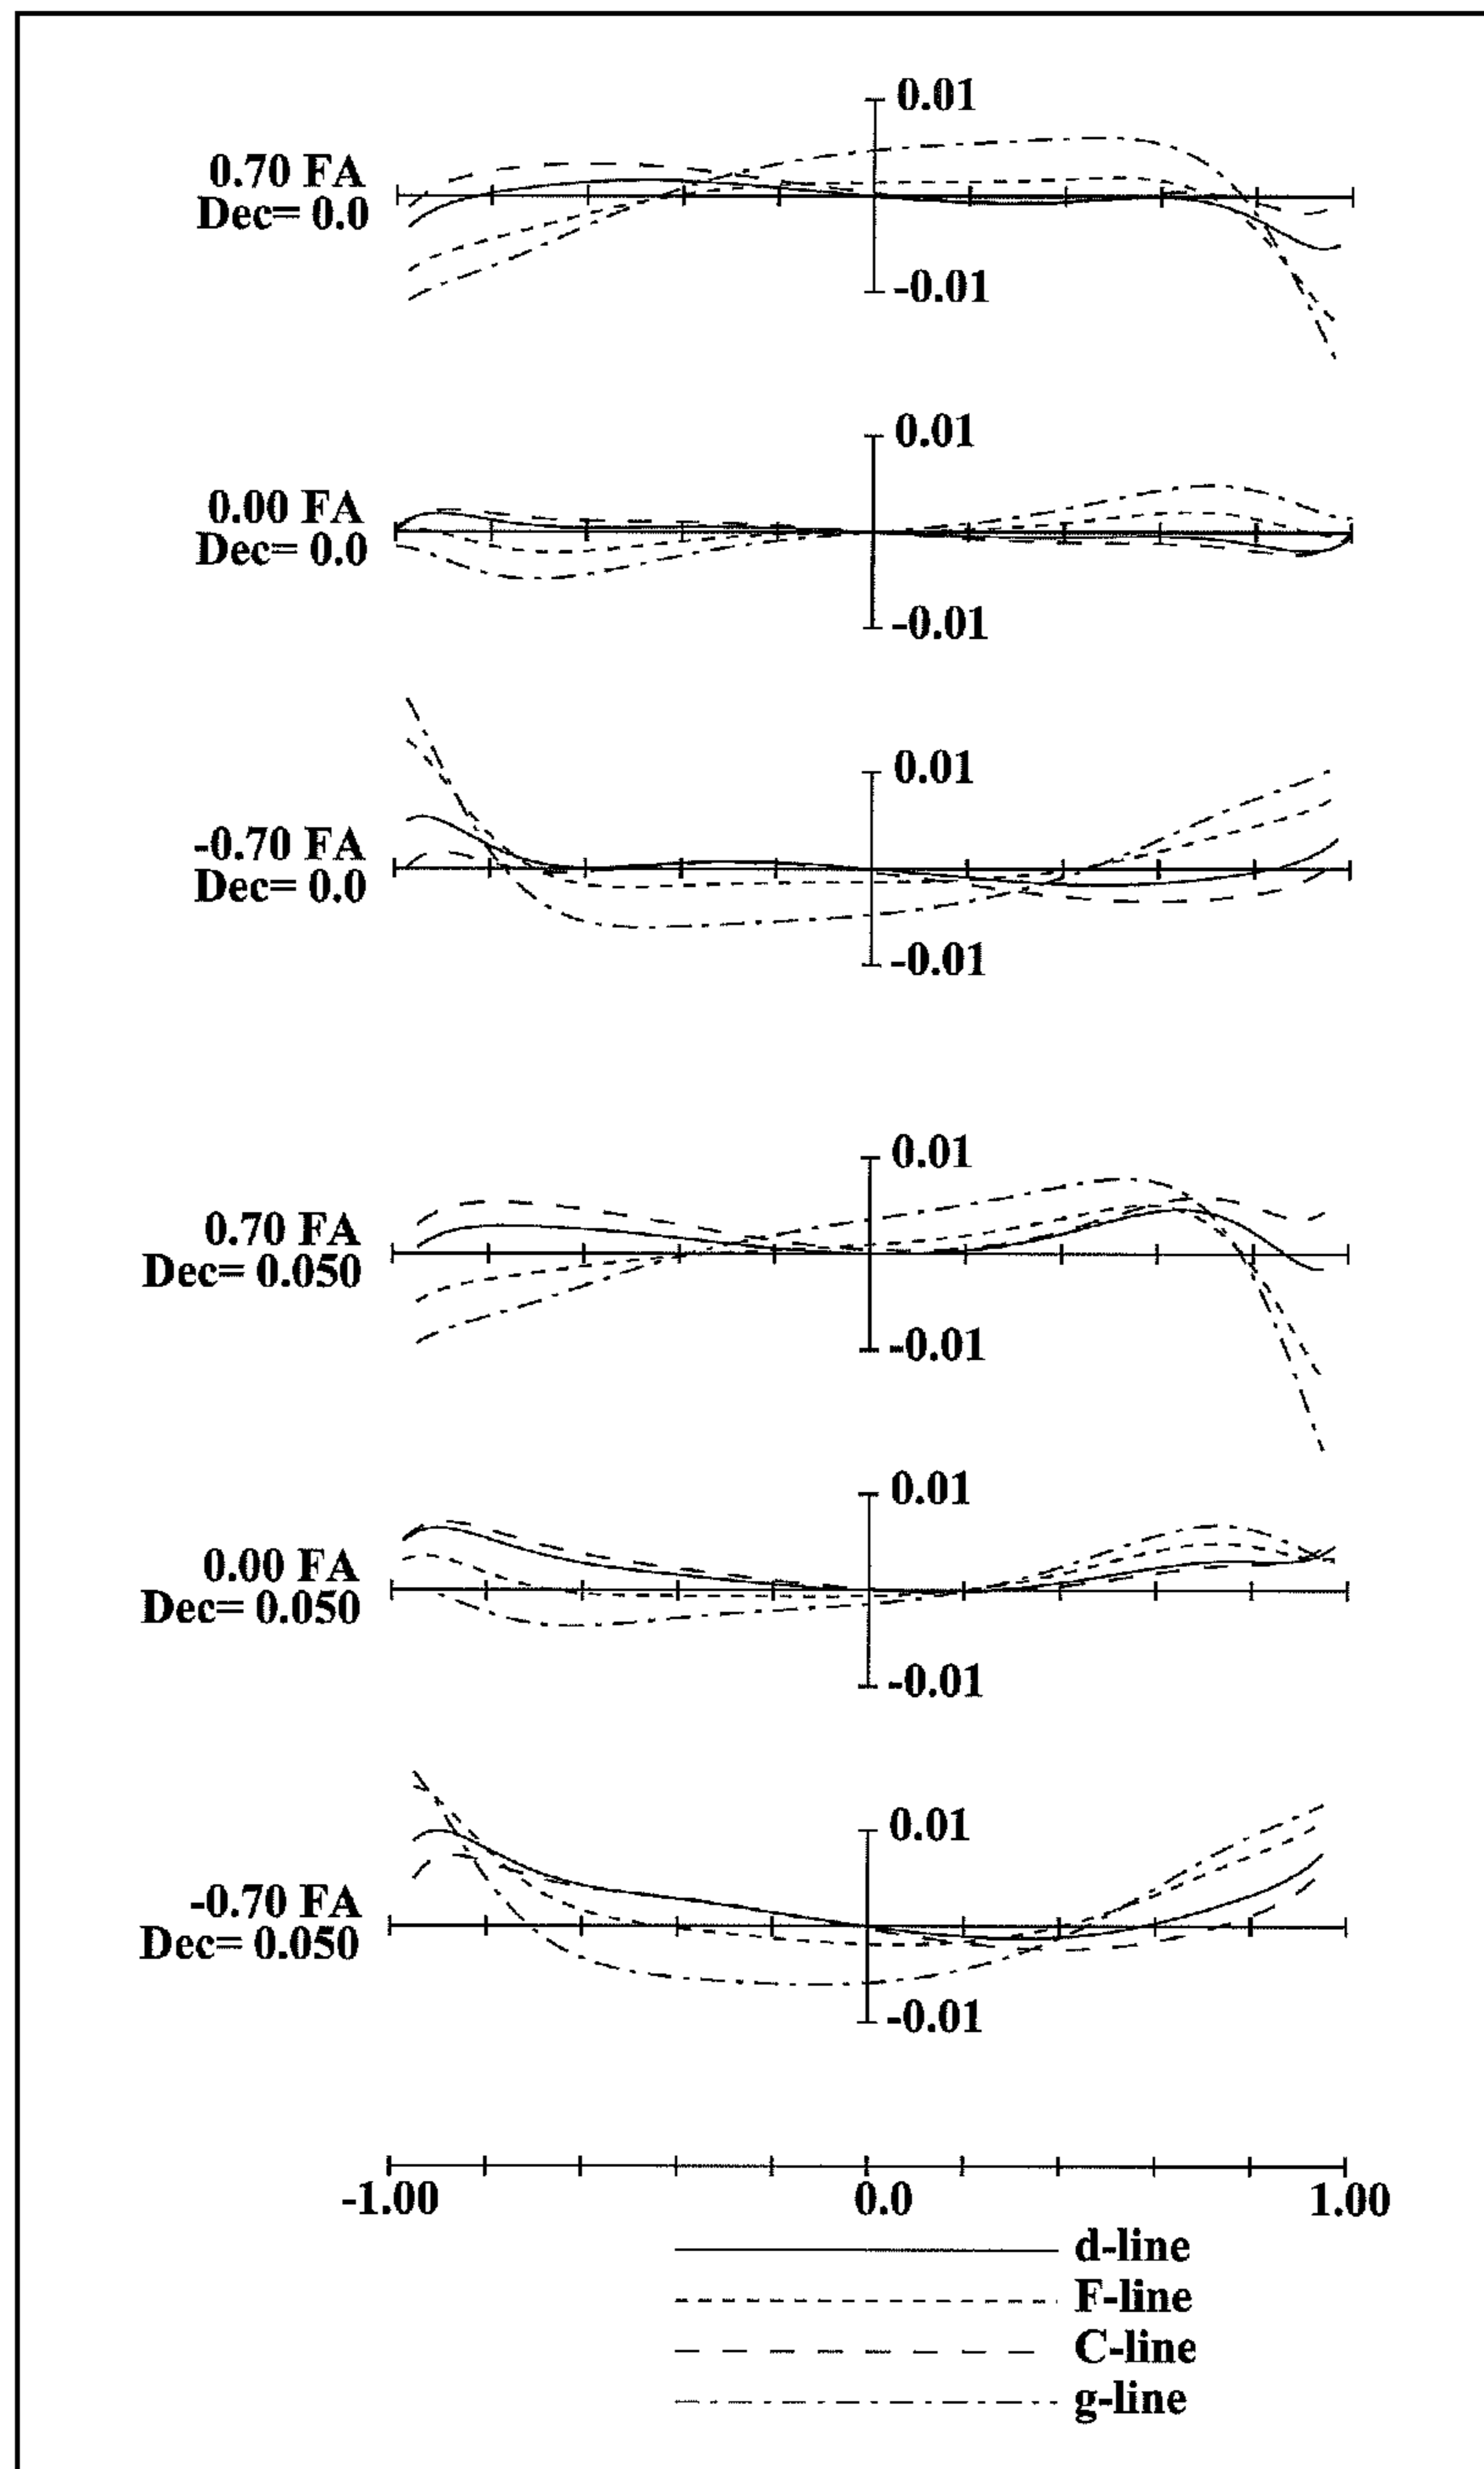 0.01
0.70 FA
Dec= 0.0
-0.01
0.01
0.00 FA
Dec= 0.0
-0.01
0.01
-0.70 FA
Dec= 0.0
-0.01
0.01
0.70 FA
Dec= 0.050
-0.01
0.01
0.00 FA
Dec= 0.050
-0.01
0.01
-0.70 FA
Dec= 0.050
-0.01
-1.00 0.0 1.00
d-line
F-line
C-line
g-line